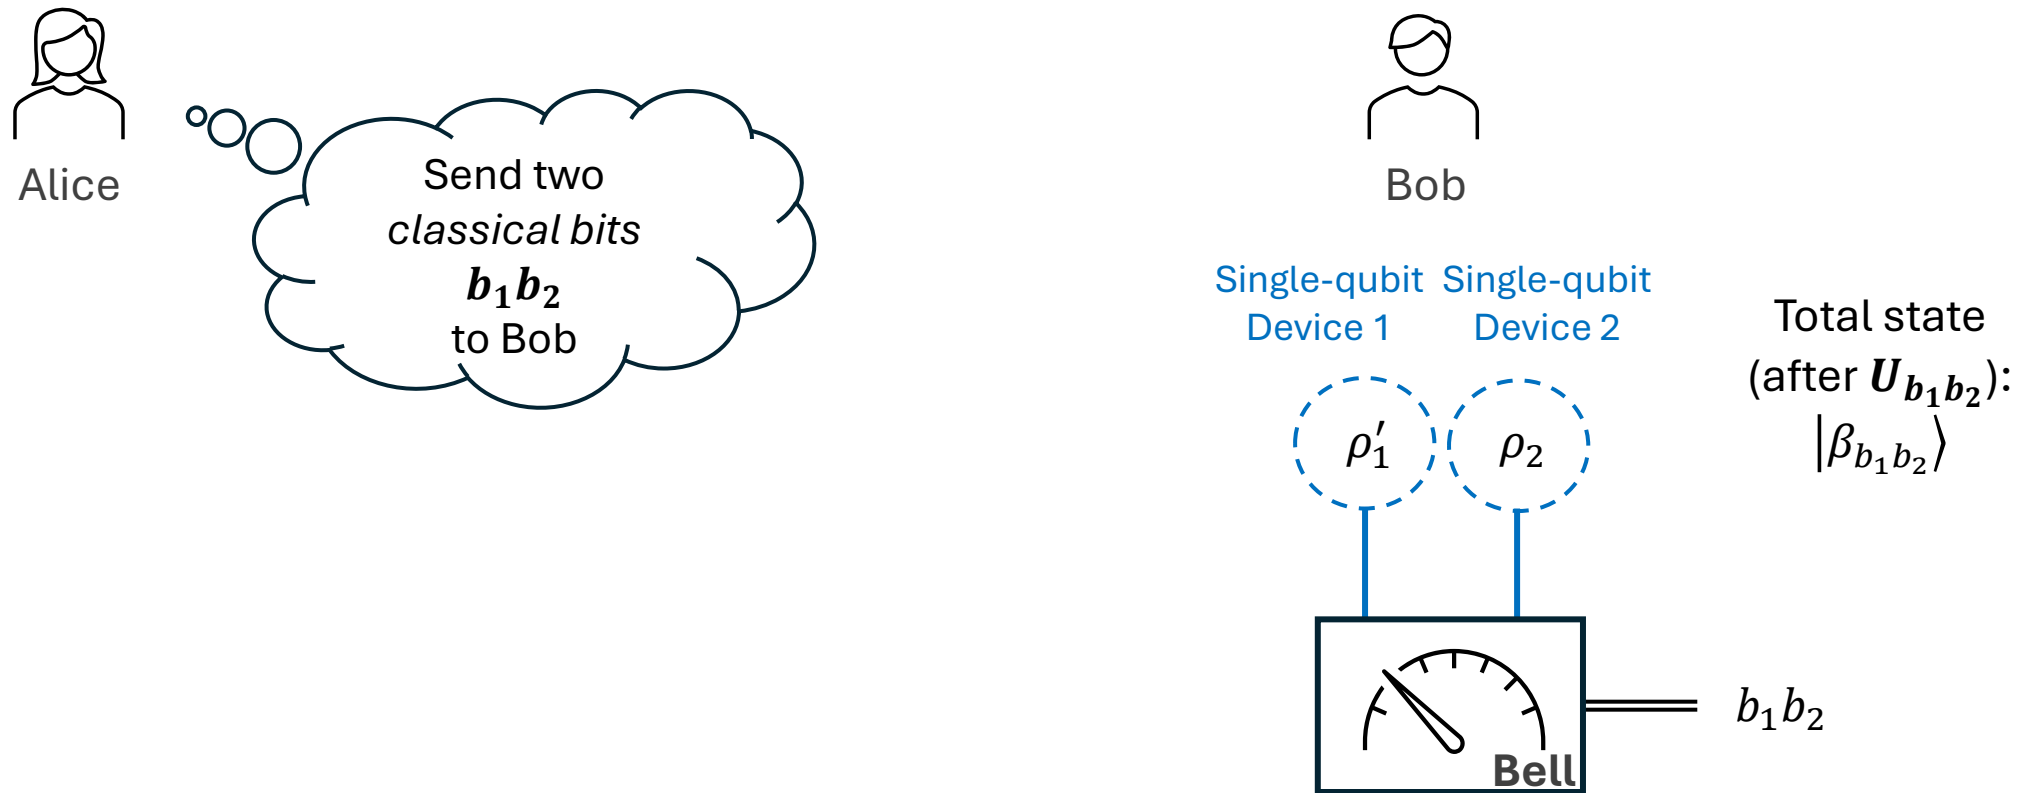 Alice
Send two
classical bits
b₁b₂
to Bob
Bob
Single-qubit
Device 1
Single-qubit
Device 2
ρ₁′
ρ₂
Total state
(after U_{b₁b₂}):
|β_{b₁b₂}⟩
Bell
b₁b₂